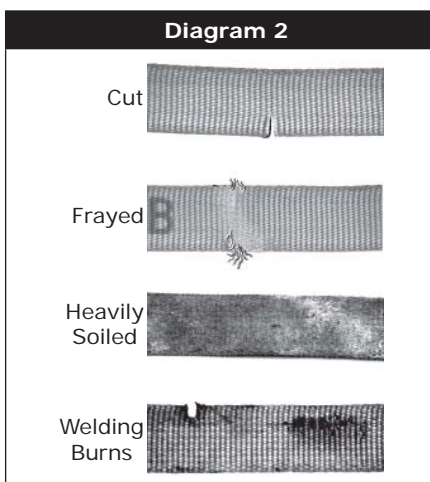 Diagram 2
Cut
Frayed
B
Heavily
Soiled
Welding
Burns